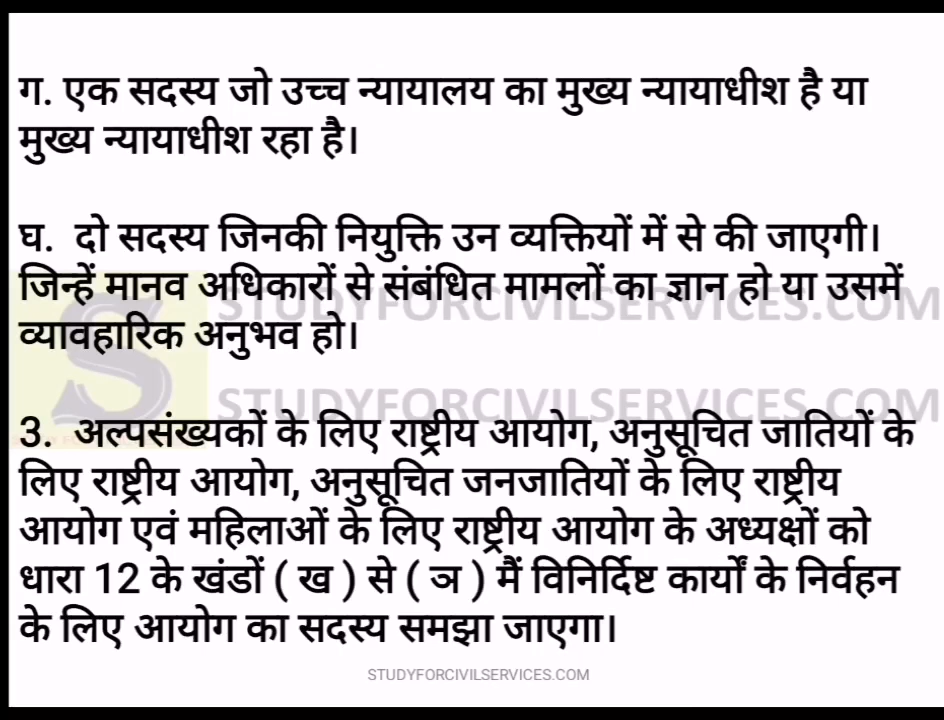 ग. एक सदस्य जो उच्च न्यायालय का मुख्य न्यायाधीश है या
मुख्य न्यायाधीश रहा है।
घ. दो सदस्य जिनकी नियुक्ति उन व्यक्तियों में से की जाएगी।
जिन्हें मानव अधिकारों से संबंधित मामलों का ज्ञान हो या उसमें
STUDYFORCIVILSERVICES.COM
व्यावहारिक अनुभव हो।
STUDYFORCIVILSERVICES.COM
3. अल्पसंख्यकों के लिए राष्ट्रीय आयोग, अनुसूचित जातियों के
लिए राष्ट्रीय आयोग, अनुसूचित जनजातियों के लिए राष्ट्रीय
आयोग एवं महिलाओं के लिए राष्ट्रीय आयोग के अध्यक्षों को
धारा 12 के खंडों ( ख ) से ( ञ ) मैं विनिर्दिष्ट कार्यों के निर्वहन
के लिए आयोग का सदस्य समझा जाएगा।
STUDYFORCIVILSERVICES.COM